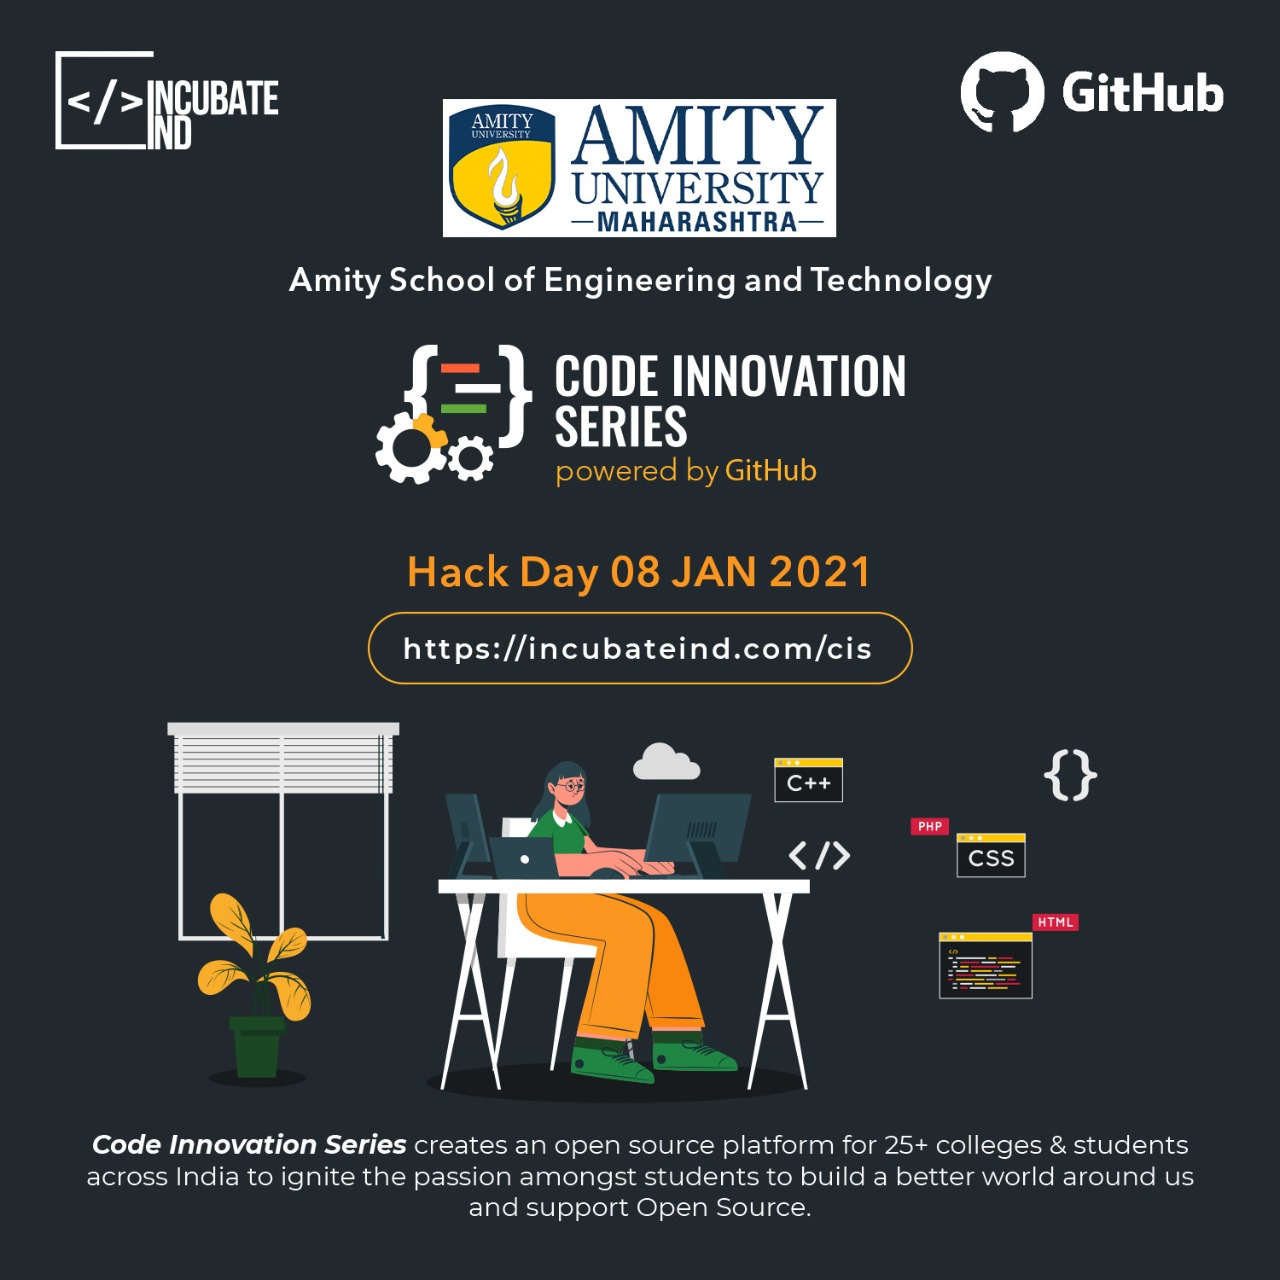 </>INCUBATE
IND
GitHub
AMITY
UNIVERSITY
AMITY
UNIVERSITY
—MAHARASHTRA—
Amity School of Engineering and Technology
{ }
CODE INNOVATION
SERIES
powered by GitHub
Hack Day 08 JAN 2021
https://incubateind.com/cis
C++
{}
PHP
</>
CSS
HTML
</>
Code Innovation Series creates an open source platform for 25+ colleges & students
across India to ignite the passion amongst students to build a better world around us
and support Open Source.